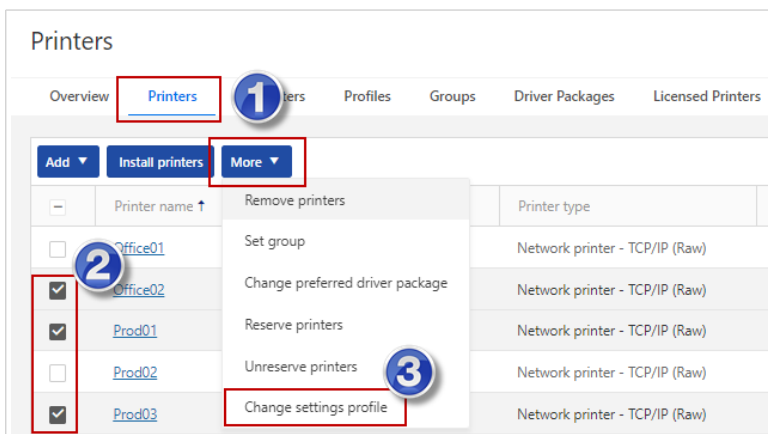 Printers
Overview Printers 1 ters Profiles Groups Driver Packages Licensed Printers
Add Install printers More
Printer name Printer type
Remove printers
Office01 Set group Network printer - TCP/IP (Raw)
2
Office02 Change preferred driver package Network printer - TCP/IP (Raw)
Prod01 Reserve printers Network printer - TCP/IP (Raw)
Prod02 Unreserve printers 3 Network printer - TCP/IP (Raw)
Prod03 Change settings profile Network printer - TCP/IP (Raw)